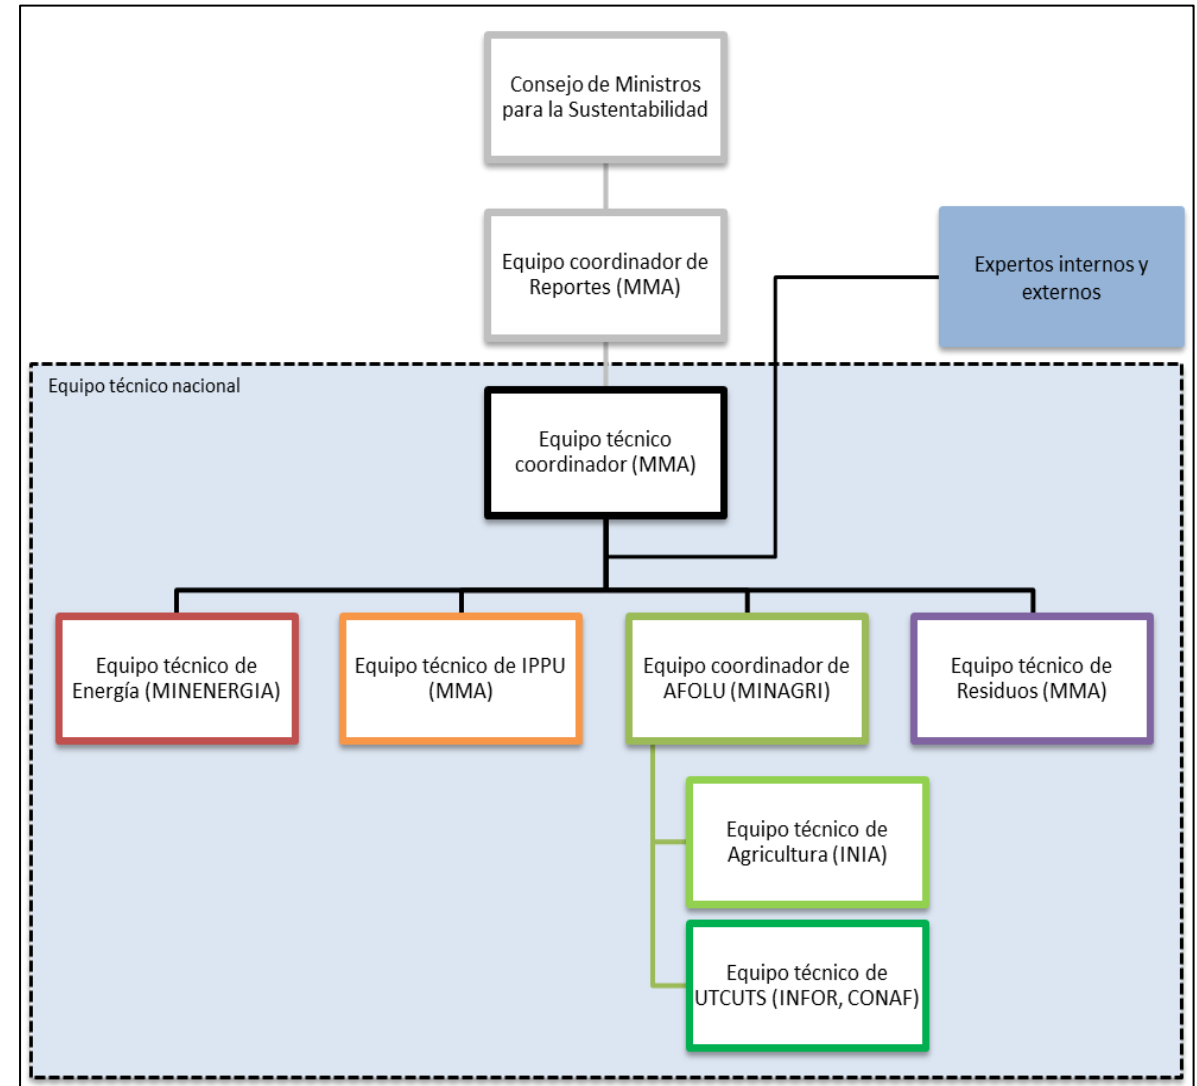 Consejo de Ministros
para la Sustentabilidad
Equipo coordinador de
Reportes (MMA)
Expertos internos y
externos
Equipo técnico nacional
Equipo técnico
coordinador (MMA)
Equipo técnico de
Energía (MINENERGIA)
Equipo técnico de IPPU
(MMA)
Equipo coordinador de
AFOLU (MINAGRI)
Equipo técnico de
Residuos (MMA)
Equipo técnico de
Agricultura (INIA)
Equipo técnico de
UTCUTS (INFOR, CONAF)